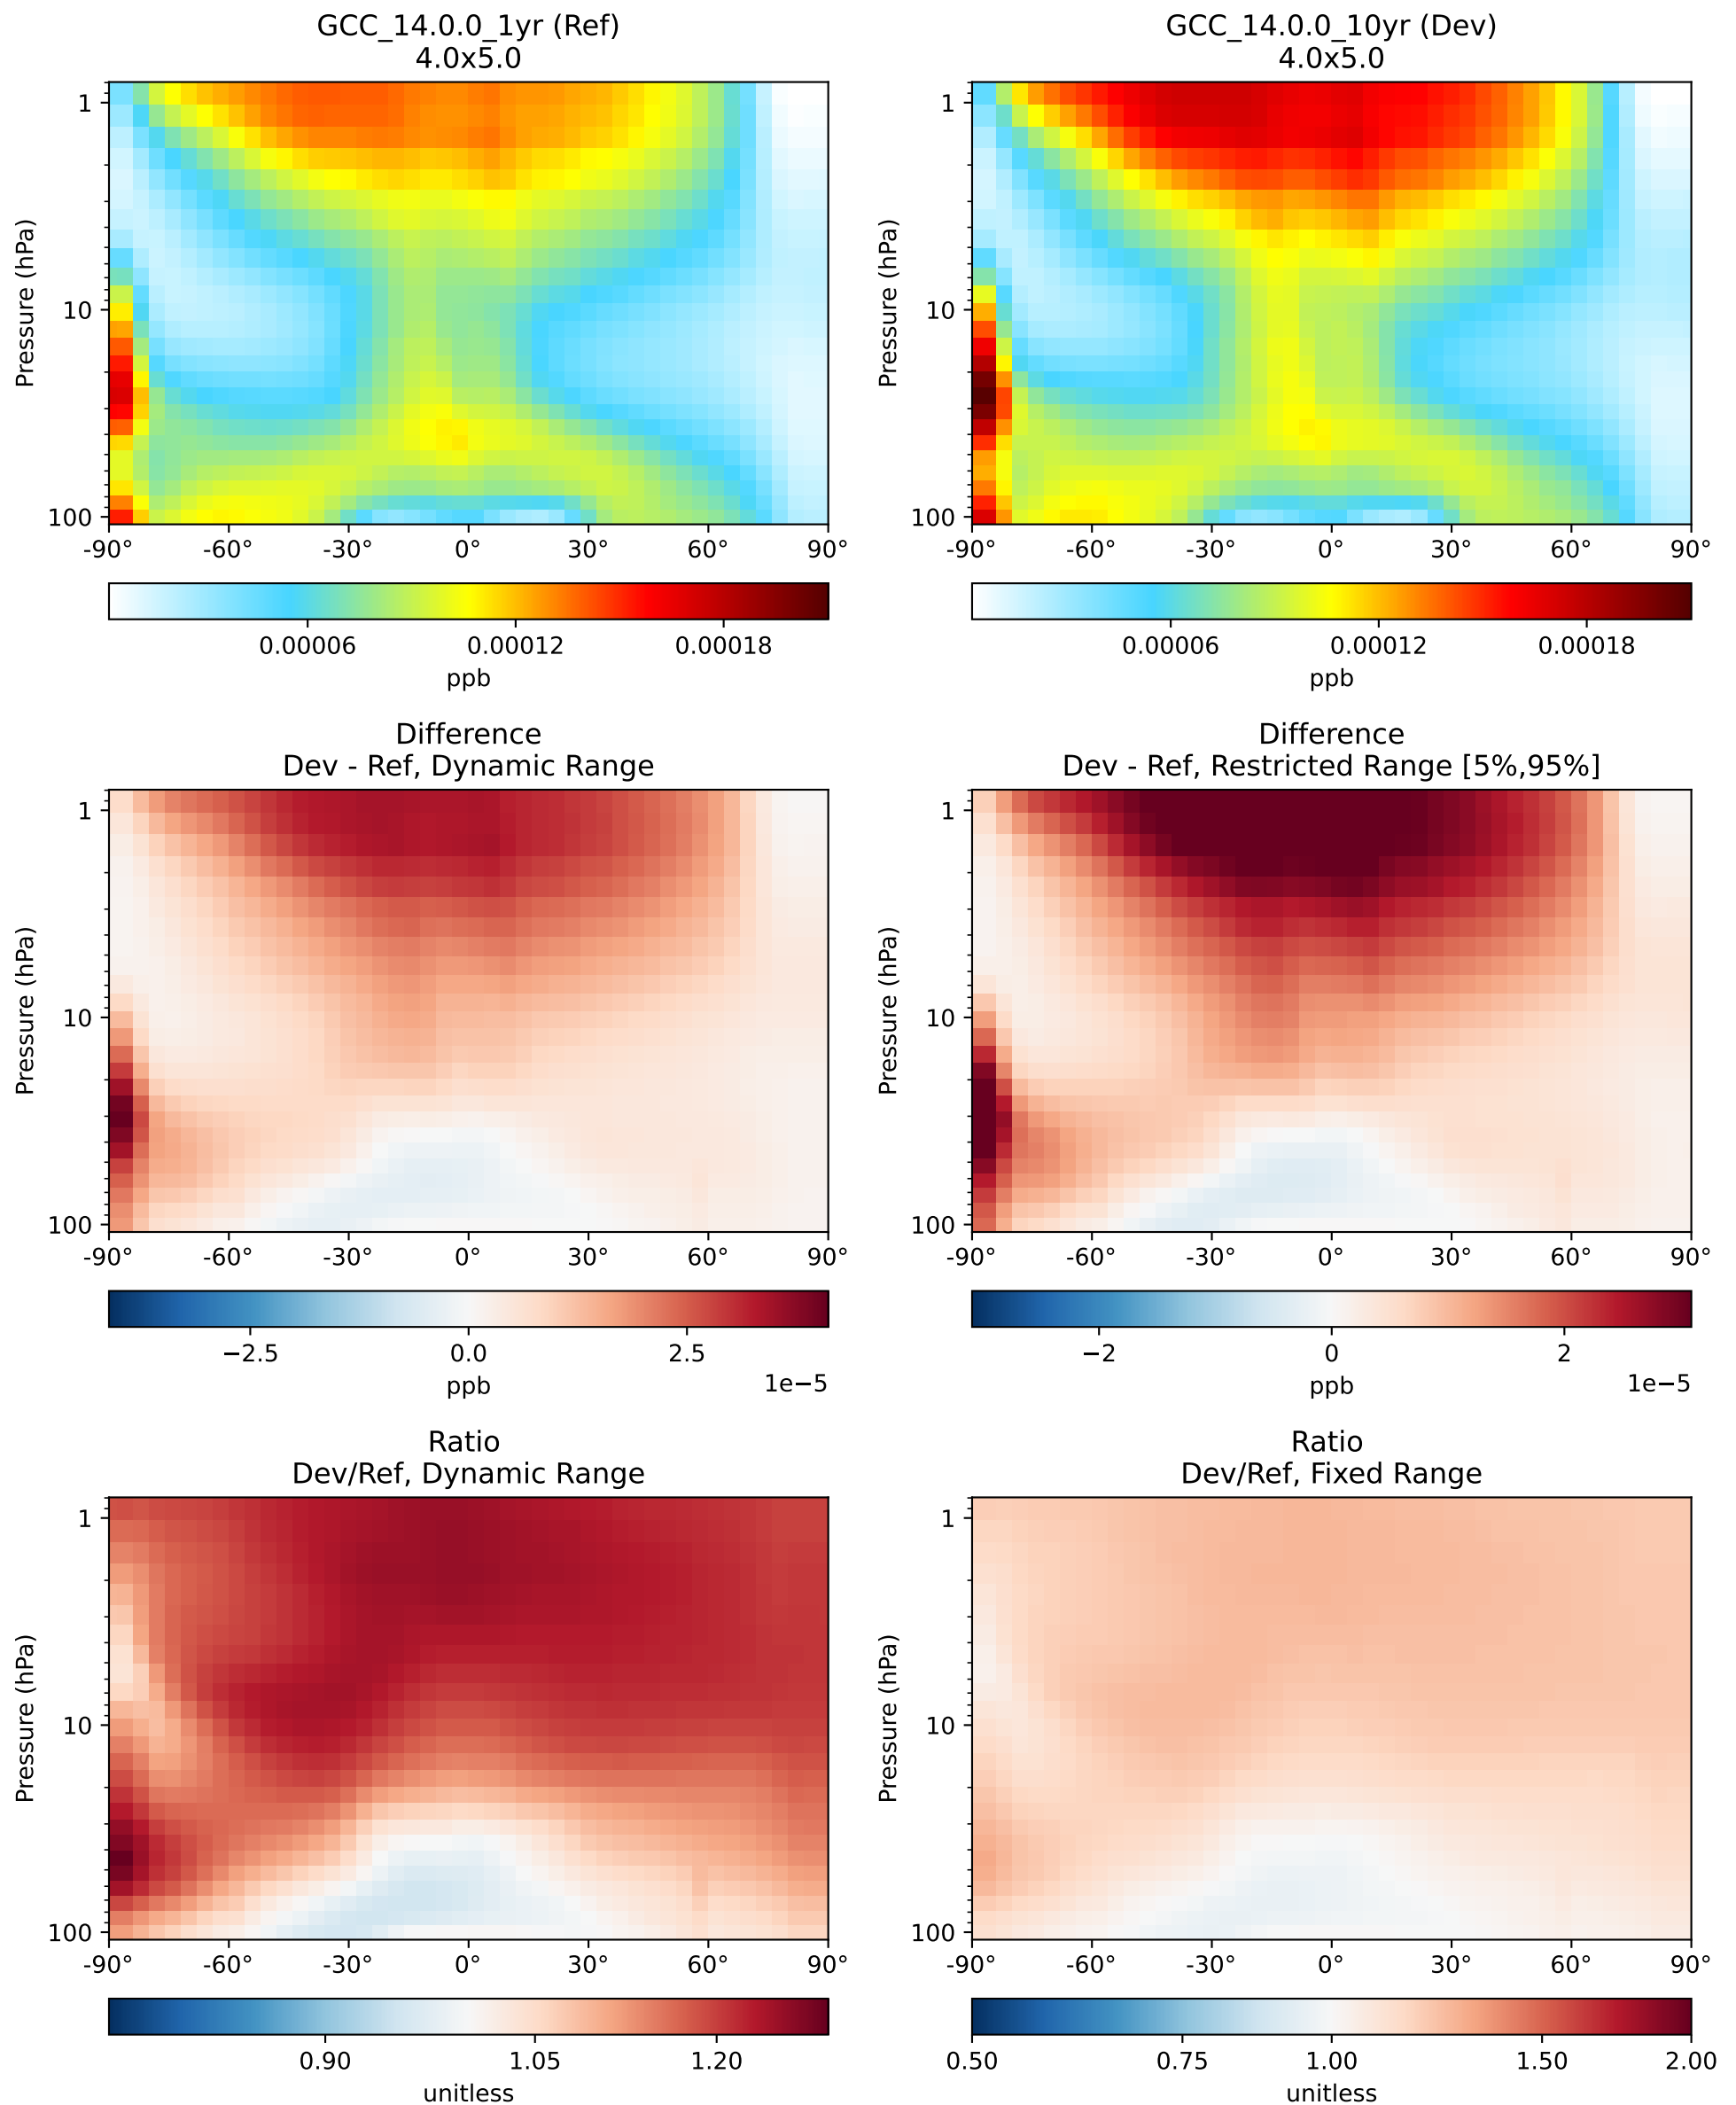 GCC_14.0.0_1yr (Ref)
4.0x5.0
Pressure (hPa)
1
10
100
-90° -60° -30° 0° 30° 60° 90°
0.00006 0.00012 0.00018
ppb
GCC_14.0.0_10yr (Dev)
4.0x5.0
Pressure (hPa)
1
10
100
-90° -60° -30° 0° 30° 60° 90°
0.00006 0.00012 0.00018
ppb
Difference
Dev - Ref, Dynamic Range
Pressure (hPa)
1
10
100
-90° -60° -30° 0° 30° 60° 90°
−2.5 0.0 2.5
ppb
1e−5
Difference
Dev - Ref, Restricted Range [5%,95%]
Pressure (hPa)
1
10
100
-90° -60° -30° 0° 30° 60° 90°
−2 0 2
ppb
1e−5
Ratio
Dev/Ref, Dynamic Range
Pressure (hPa)
1
10
100
-90° -60° -30° 0° 30° 60° 90°
0.90 1.05 1.20
unitless
Ratio
Dev/Ref, Fixed Range
Pressure (hPa)
1
10
100
-90° -60° -30° 0° 30° 60° 90°
0.50 0.75 1.00 1.50 2.00
unitless